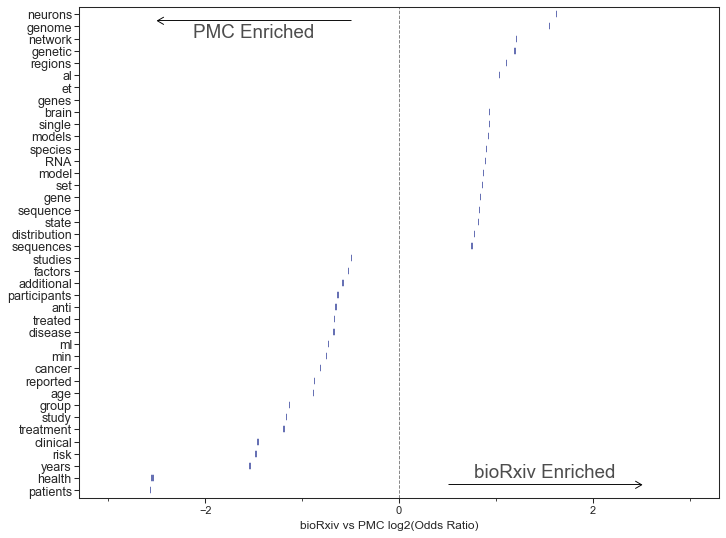 neurons
genome
network
genetic
regions
al
et
genes
brain
single
models
species
RNA
model
set
gene
sequence
state
distribution
sequences
studies
factors
additional
participants
anti
treated
disease
ml
min
cancer
reported
age
group
study
treatment
clinical
risk
years
health
patients
PMC Enriched
bioRxiv Enriched
−2
0
2
bioRxiv vs PMC log2(Odds Ratio)